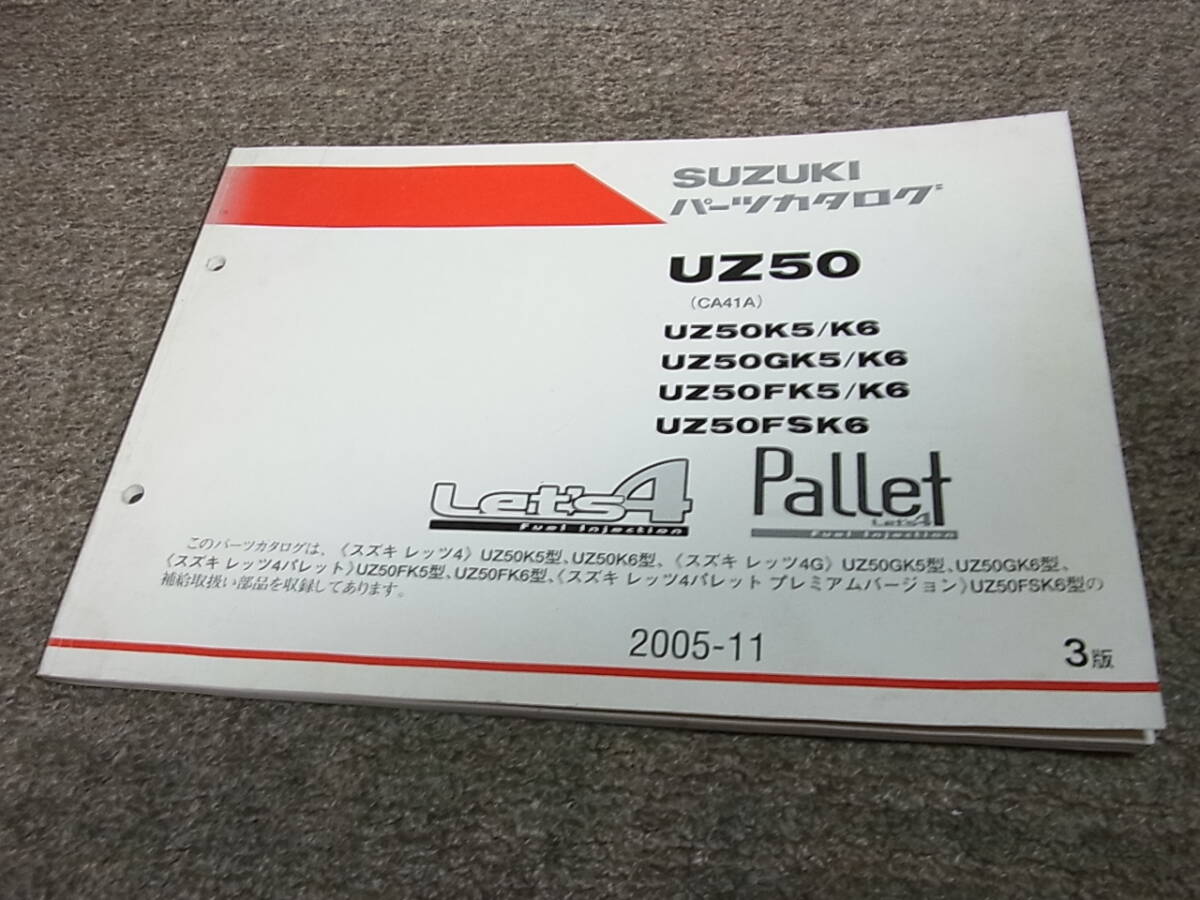 SUZUKI
パーツカタログ
UZ50
(CA41A)
UZ50K5/K6
UZ50GK5/K6
UZ50FK5/K6
UZ50FSK6
Let's4
Fuel Injection
Pallet
Let's4
Fuel Injection
このパーツカタログは、《スズキ レッツ4》UZ50K5型、UZ50K6型、《スズキ レッツ4G》UZ50GK5型、UZ50GK6型、
《スズキ レッツ4パレット》UZ50FK5型、UZ50FK6型、《スズキ レッツ4パレット プレミアムバージョン》UZ50FSK6型の
補給取扱い部品を収録してあります。
2005-11
3版